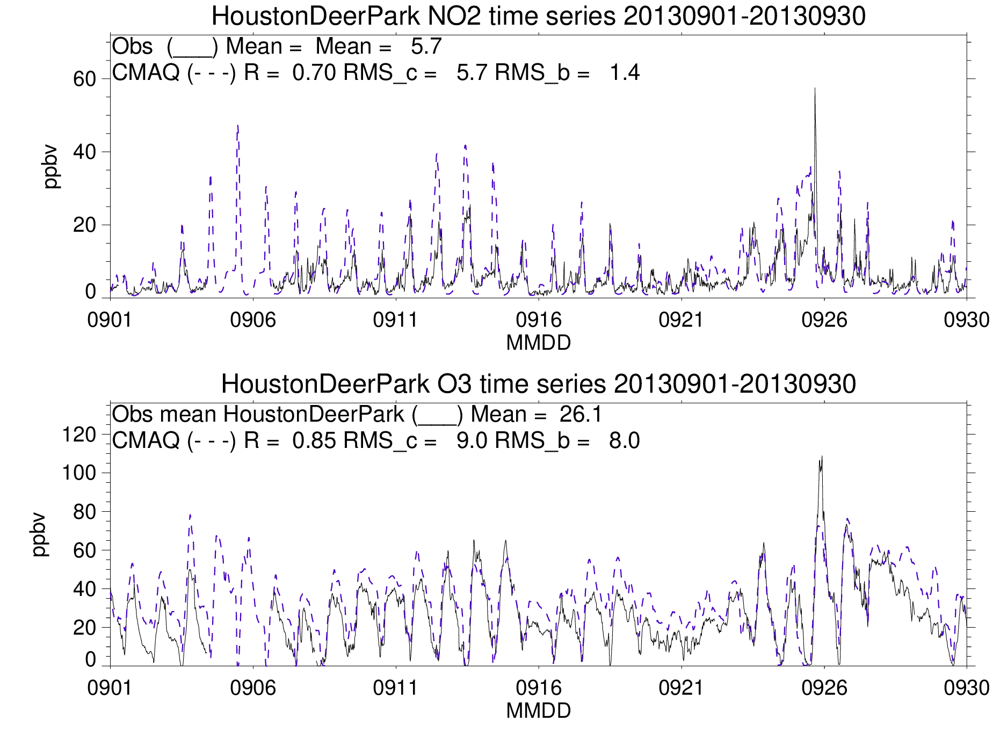 HoustonDeerPark NO2 time series 20130901-20130930
Obs (___) Mean = Mean = 5.7
CMAQ (- - -) R = 0.70 RMS_c = 5.7 RMS_b = 1.4
60
40
20
0
ppbv
0901 0906 0911 0916 0921 0926 0930
MMDD
HoustonDeerPark O3 time series 20130901-20130930
Obs mean HoustonDeerPark (___) Mean = 26.1
CMAQ (- - -) R = 0.85 RMS_c = 9.0 RMS_b = 8.0
120
100
80
60
40
20
0
ppbv
0901 0906 0911 0916 0921 0926 0930
MMDD